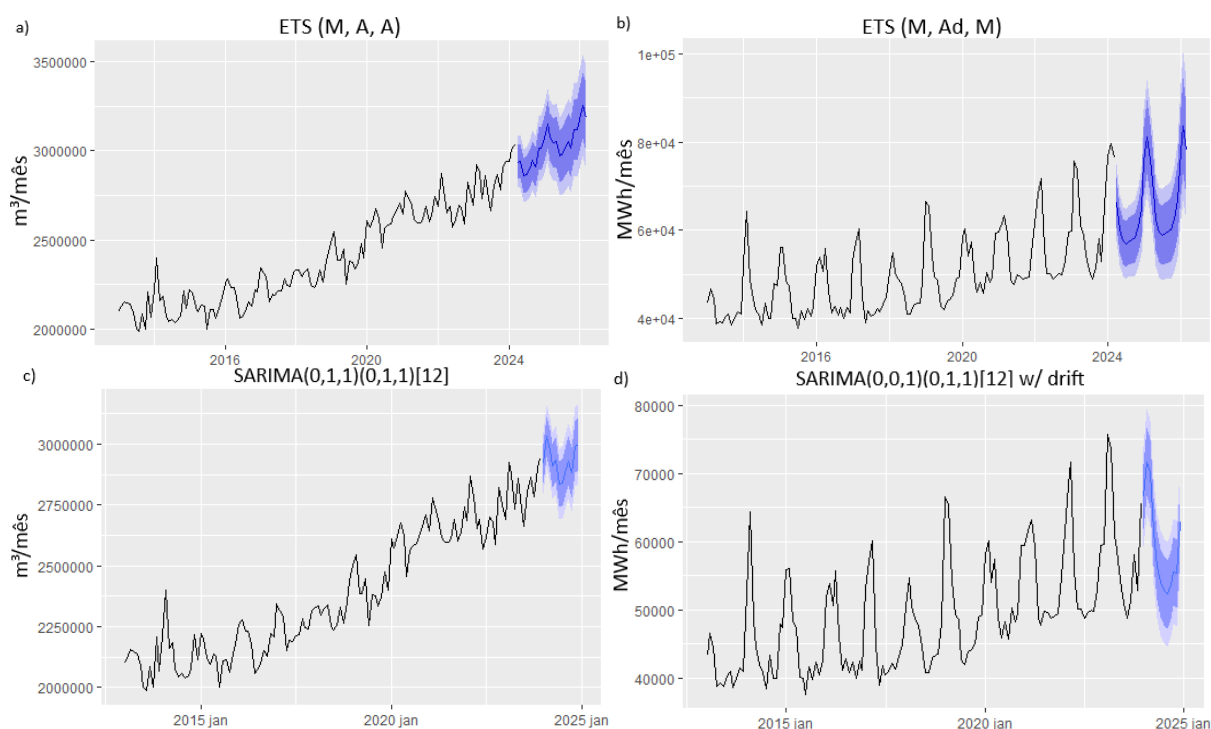 a)
ETS (M, A, A)
3500000
3000000
2500000
2000000
m³/mês
2016
2020
2024
b)
ETS (M, Ad, M)
1e+05
8e+04
6e+04
4e+04
MWh/mês
2016
2020
2024
c)
SARIMA(0,1,1)(0,1,1)[12]
3000000
2750000
2500000
2250000
2000000
m³/mês
2015 jan
2020 jan
2025 jan
d)
SARIMA(0,0,1)(0,1,1)[12] w/ drift
80000
70000
60000
50000
40000
MWh/mês
2015 jan
2020 jan
2025 jan